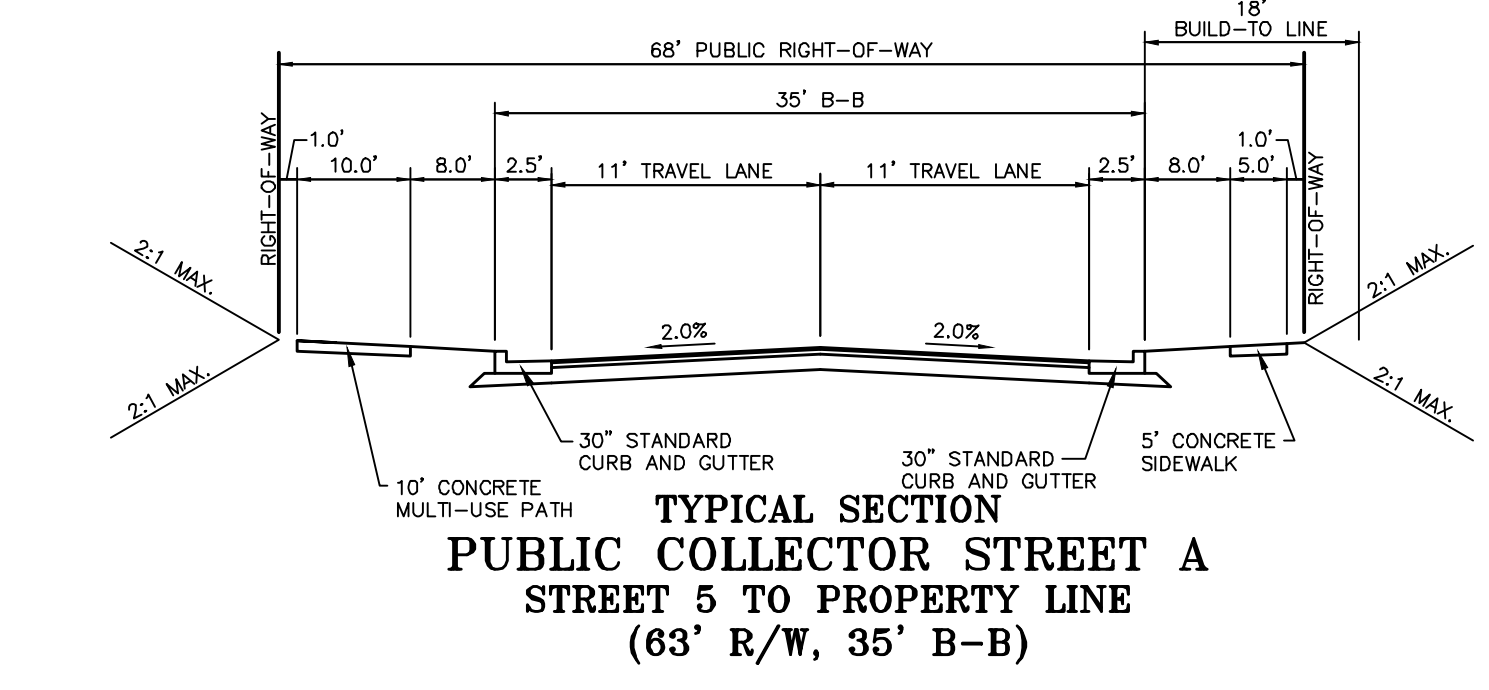 18'
BUILD-TO LINE
68' PUBLIC RIGHT-OF-WAY
35' B-B
1.0'
1.0'
10.0'
8.0'
2.5'
11' TRAVEL LANE
11' TRAVEL LANE
2.5'
8.0'
5.0'
RIGHT-OF-WAY
RIGHT-OF-WAY
2:1 MAX.
2:1 MAX.
2.0%
2.0%
2:1 MAX.
2:1 MAX.
30" STANDARD
CURB AND GUTTER
30" STANDARD
CURB AND GUTTER
5' CONCRETE
SIDEWALK
10' CONCRETE
MULTI-USE PATH
TYPICAL SECTION
PUBLIC COLLECTOR STREET A
STREET 5 TO PROPERTY LINE
(63' R/W, 35' B-B)